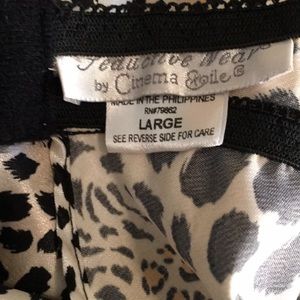 Seductive Wear
by Cinema Etoile®
MADE IN THE PHILIPPINES
RN#79862
LARGE
SEE REVERSE SIDE FOR CARE